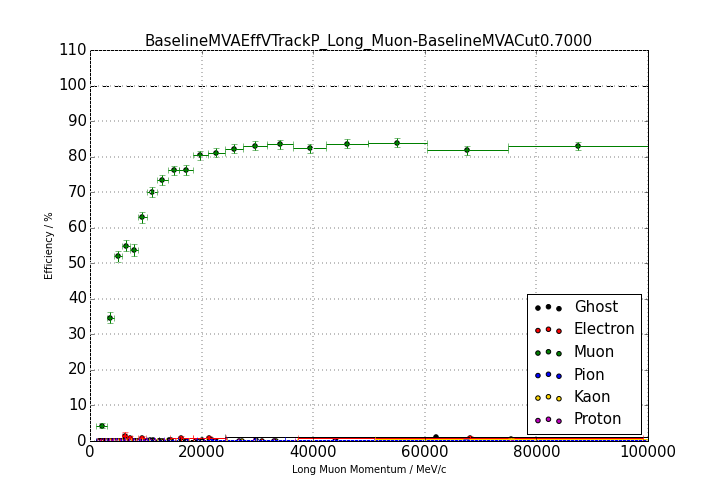 BaselineMVAEffVTrackP_Long_Muon-BaselineMVACut0.7000
110
100
90
80
70
60
50
40
30
20
10
0
Efficiency / %
Ghost
Electron
Muon
Pion
Kaon
Proton
0 20000 40000 60000 80000 100000
Long Muon Momentum / MeV/c